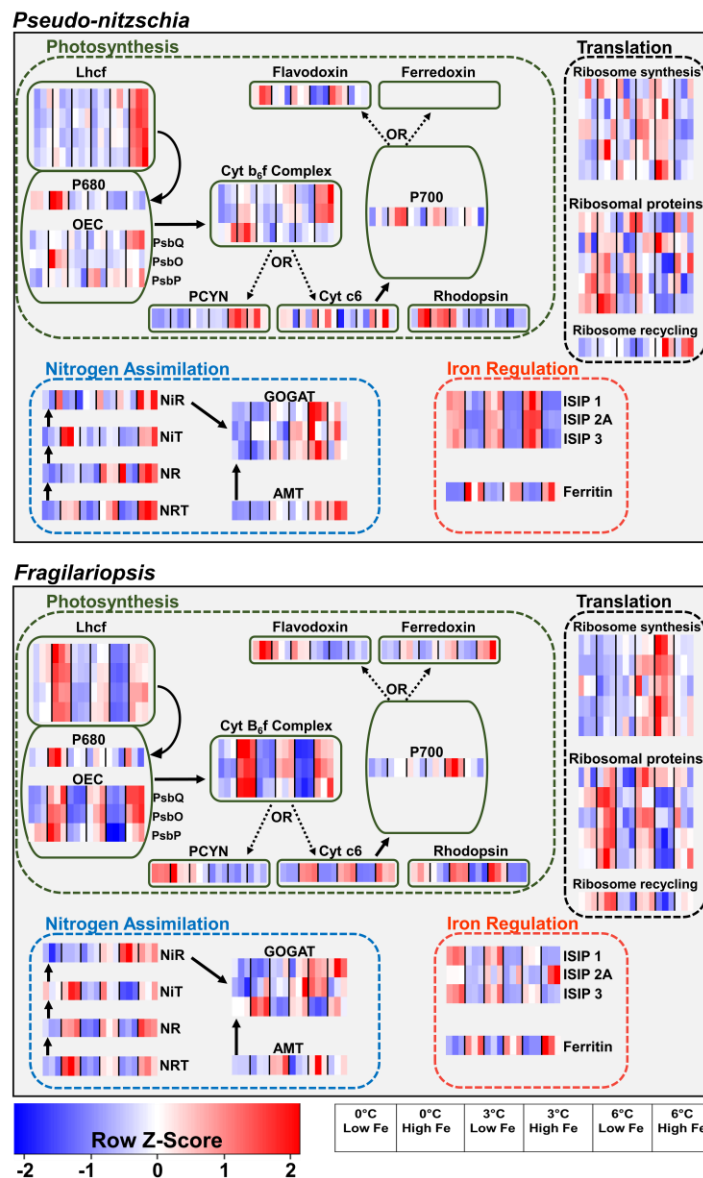 Pseudo-nitzschia
Photosynthesis
Translation
Lhcf
Flavodoxin
Ferredoxin
Ribosome synthesis
OR
P680
Cyt b6f Complex
P700
OEC
PsbQ
PsbO
PsbP
Ribosomal proteins
OR
PCYN
Cyt c6
Rhodopsin
Ribosome recycling
Nitrogen Assimilation
Iron Regulation
NiR
GOGAT
ISIP 1
ISIP 2A
ISIP 3
NiT
NR
AMT
Ferritin
NRT
Fragilariopsis
Photosynthesis
Translation
Lhcf
Flavodoxin
Ferredoxin
Ribosome synthesis
OR
P680
Cyt B6f Complex
P700
OEC
PsbQ
PsbO
PsbP
Ribosomal proteins
OR
PCYN
Cyt c6
Rhodopsin
Ribosome recycling
Nitrogen Assimilation
Iron Regulation
NiR
GOGAT
ISIP 1
ISIP 2A
ISIP 3
NiT
NR
AMT
Ferritin
NRT
Row Z-Score
-2 -1 0 1 2
0°C 0°C 3°C 3°C 6°C 6°C
Low Fe High Fe Low Fe High Fe Low Fe High Fe